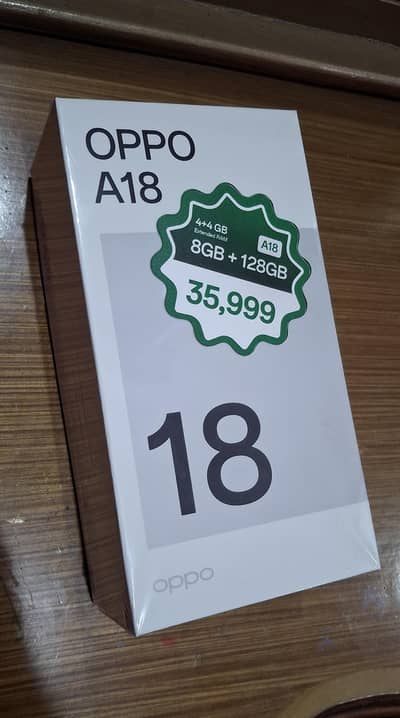 OPPO
A18
4+4 GB
Extended RAM
A18
8GB + 128GB
35,999
18
oppo